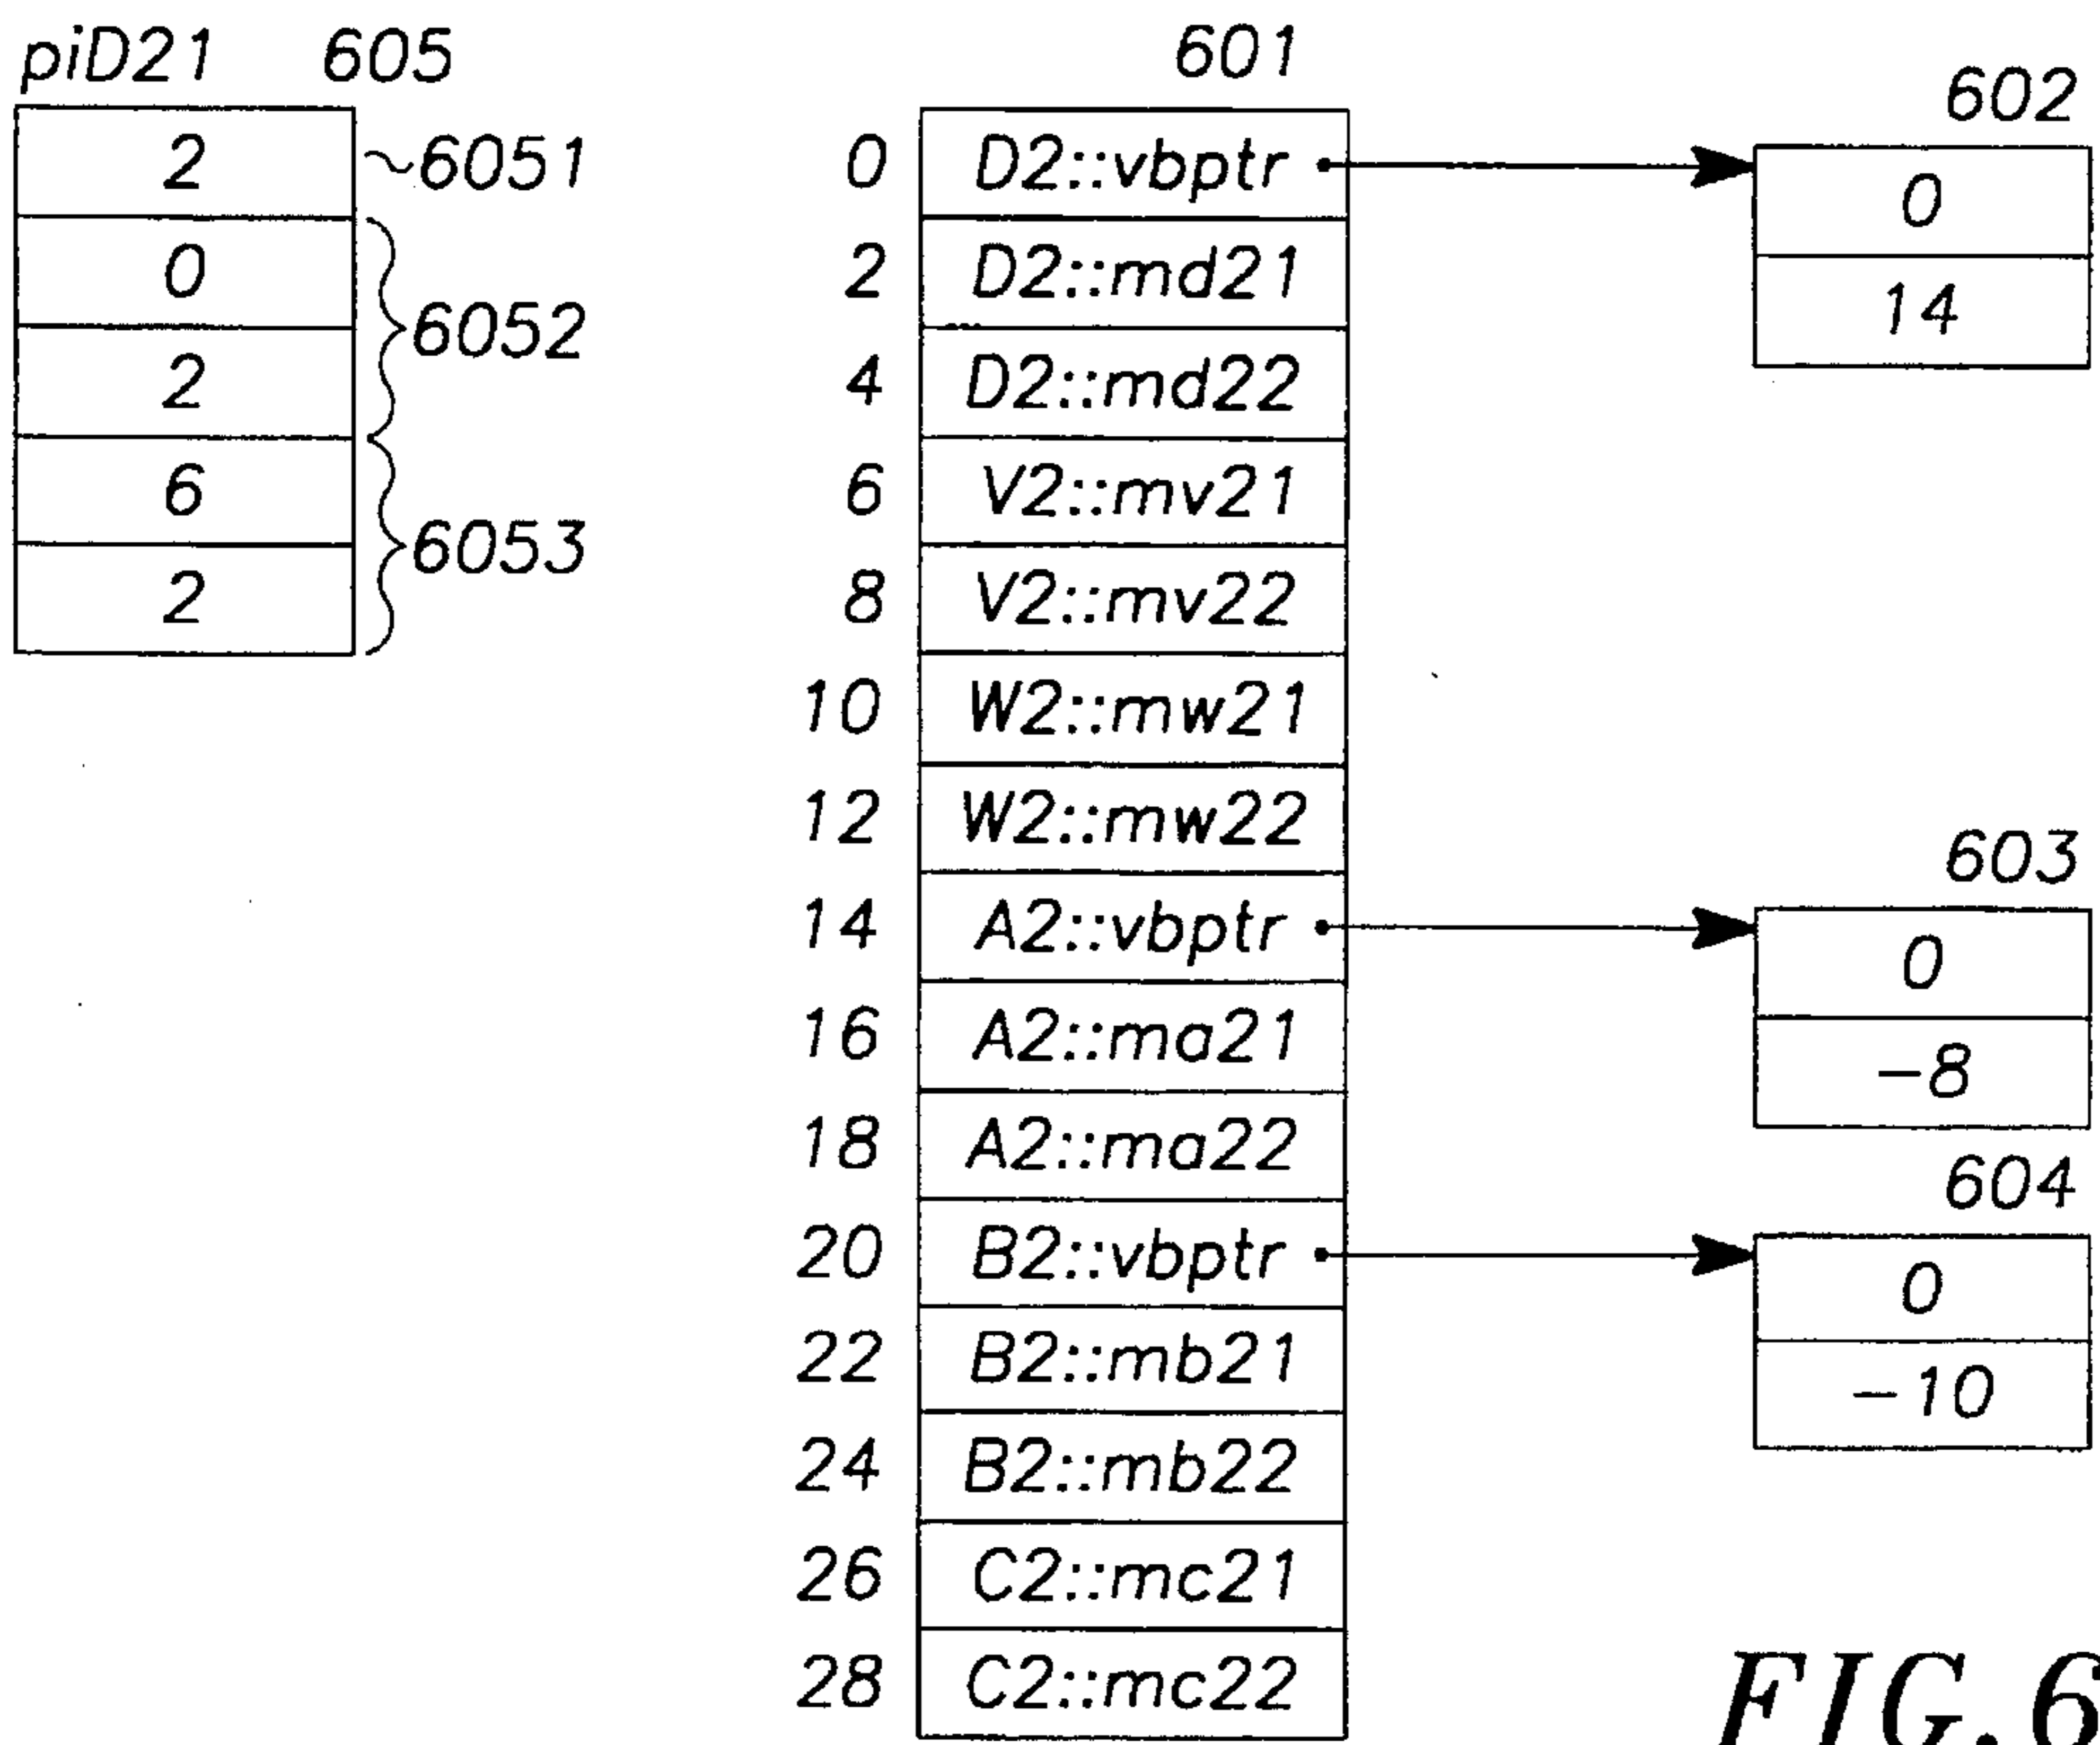 piD21 605
2 ~6051
0
2
6052
6
2
6053
601
0 D2::vbptr
2 D2::md21
4 D2::md22
6 V2::mv21
8 V2::mv22
10 W2::mw21
12 W2::mw22
14 A2::vbptr
16 A2::ma21
18 A2::ma22
20 B2::vbptr
22 B2::mb21
24 B2::mb22
26 C2::mc21
28 C2::mc22
602
0
14
603
0
-8
604
0
-10
FIG.6